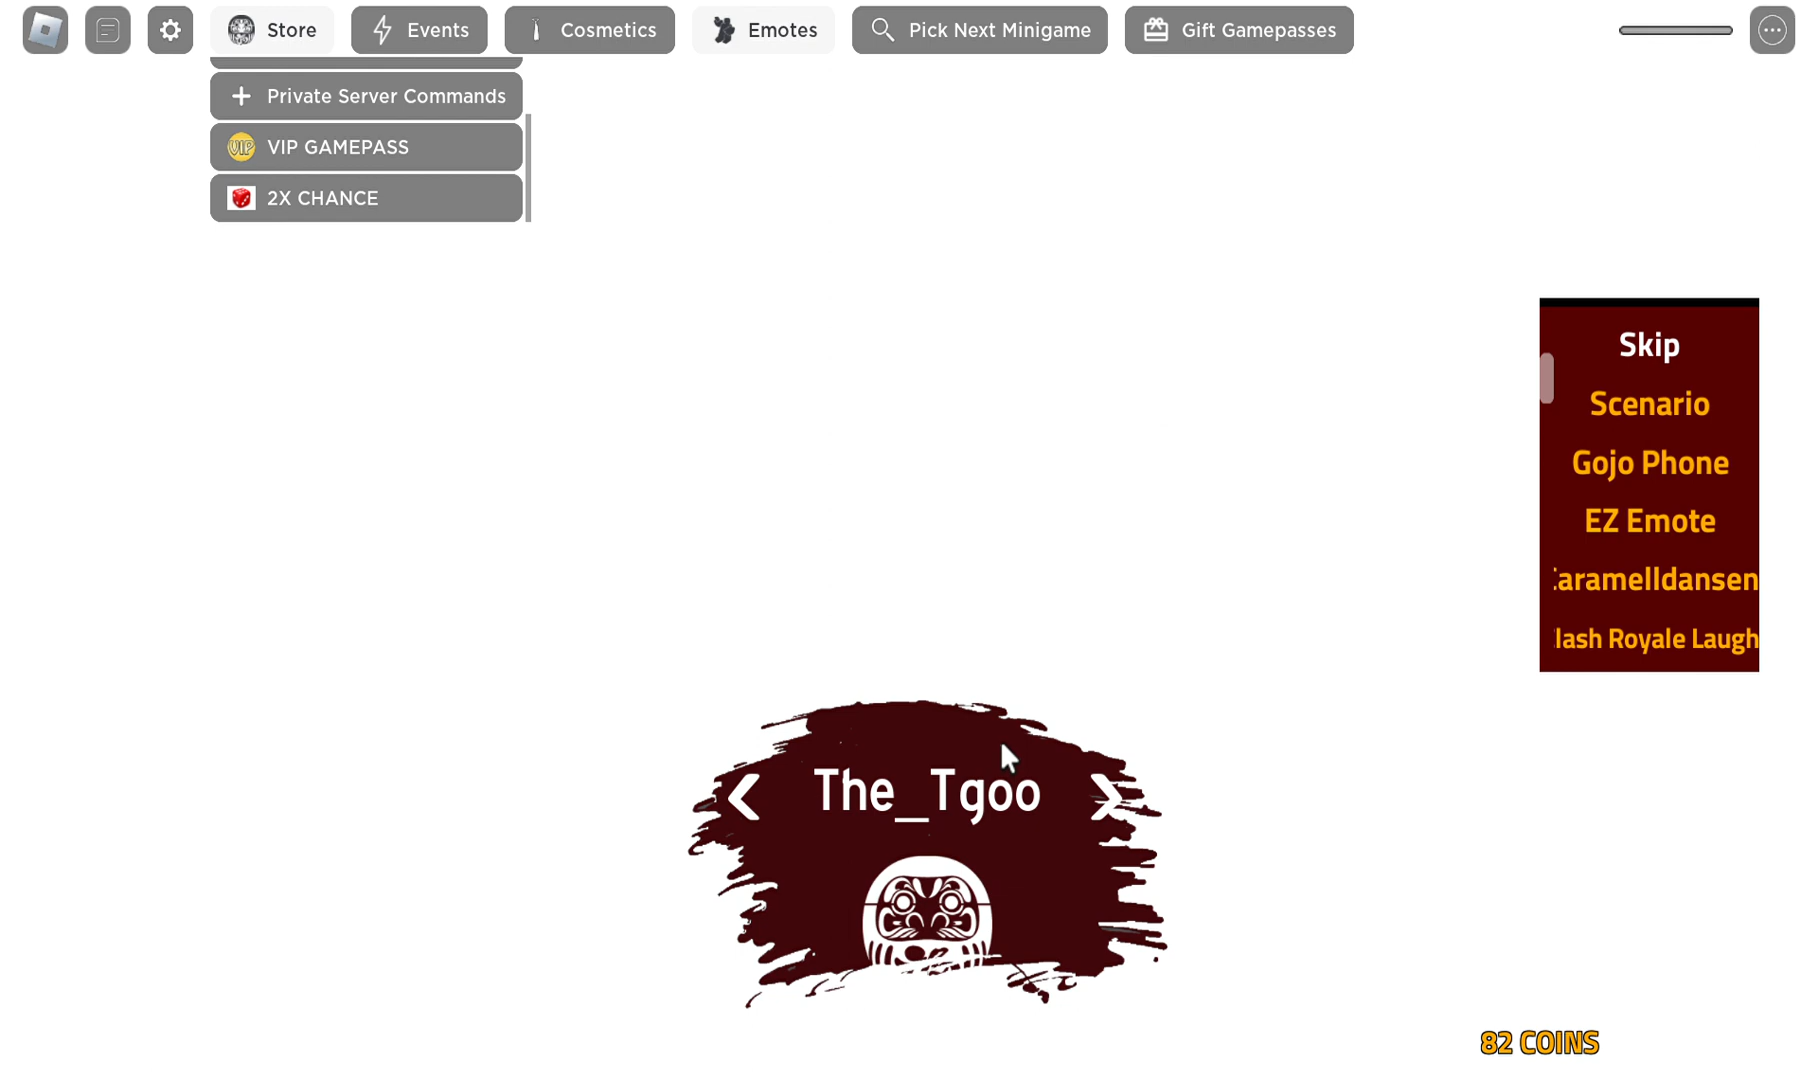 Store
Events
Cosmetics
Emotes
Pick Next Minigame
Gift Gamepasses
Private Server Commands
VIP VIP GAMEPASS
2X CHANCE
Skip
Scenario
Gojo Phone
EZ Emote
aramelldansen
lash Royale Laugh
The_Tgoo
82 COINS